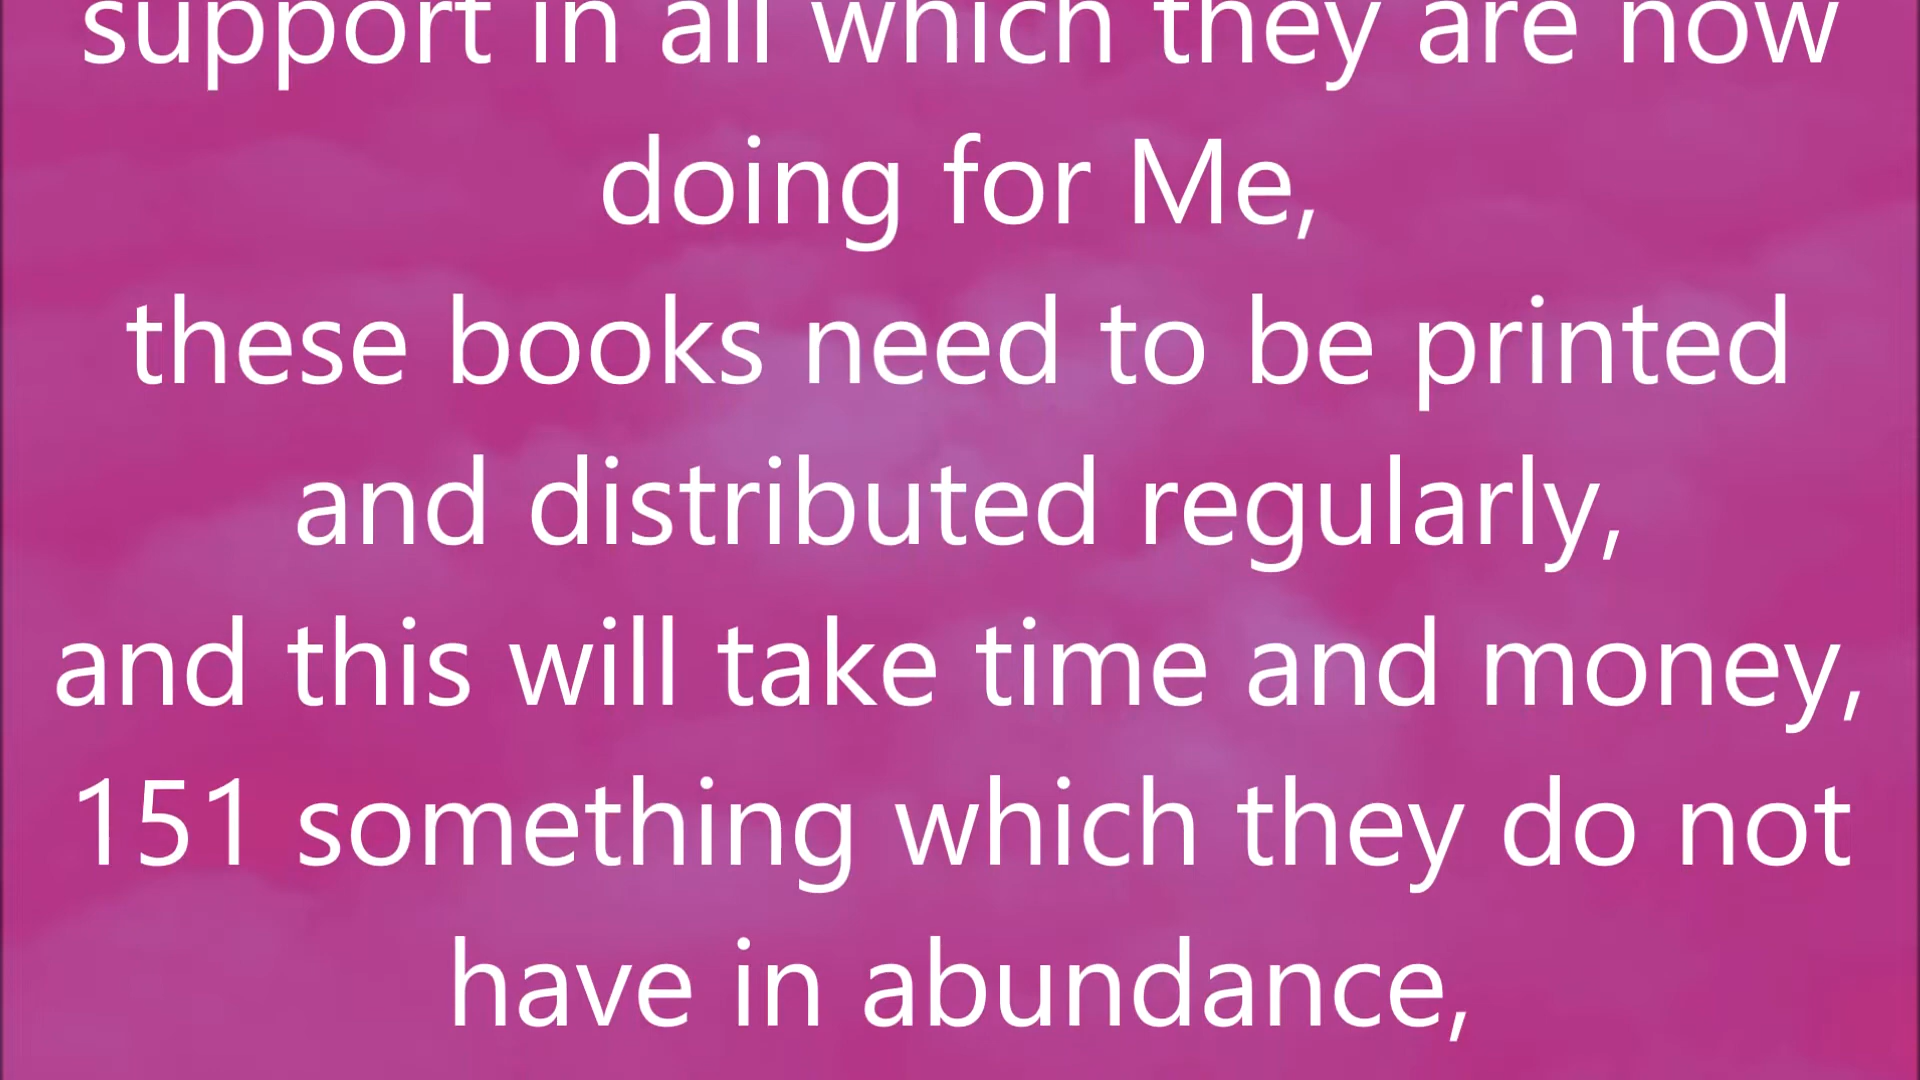 support in all which they are now
doing for Me,
these books need to be printed
and distributed regularly,
and this will take time and money,
151 something which they do not
have in abundance,